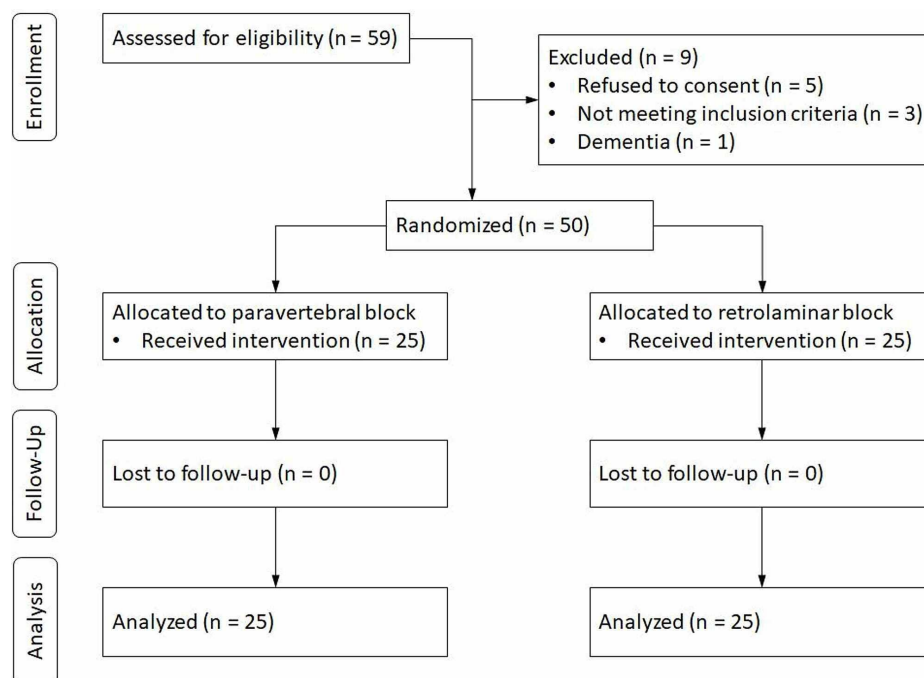 Enrollment
Assessed for eligibility (n = 59)
Excluded (n = 9)
• Refused to consent (n = 5)
• Not meeting inclusion criteria (n = 3)
• Dementia (n = 1)
Randomized (n = 50)
Allocation
Allocated to paravertebral block
• Received intervention (n = 25)
Allocated to retrolaminar block
• Received intervention (n = 25)
Follow-Up
Lost to follow-up (n = 0)
Lost to follow-up (n = 0)
Analysis
Analyzed (n = 25)
Analyzed (n = 25)